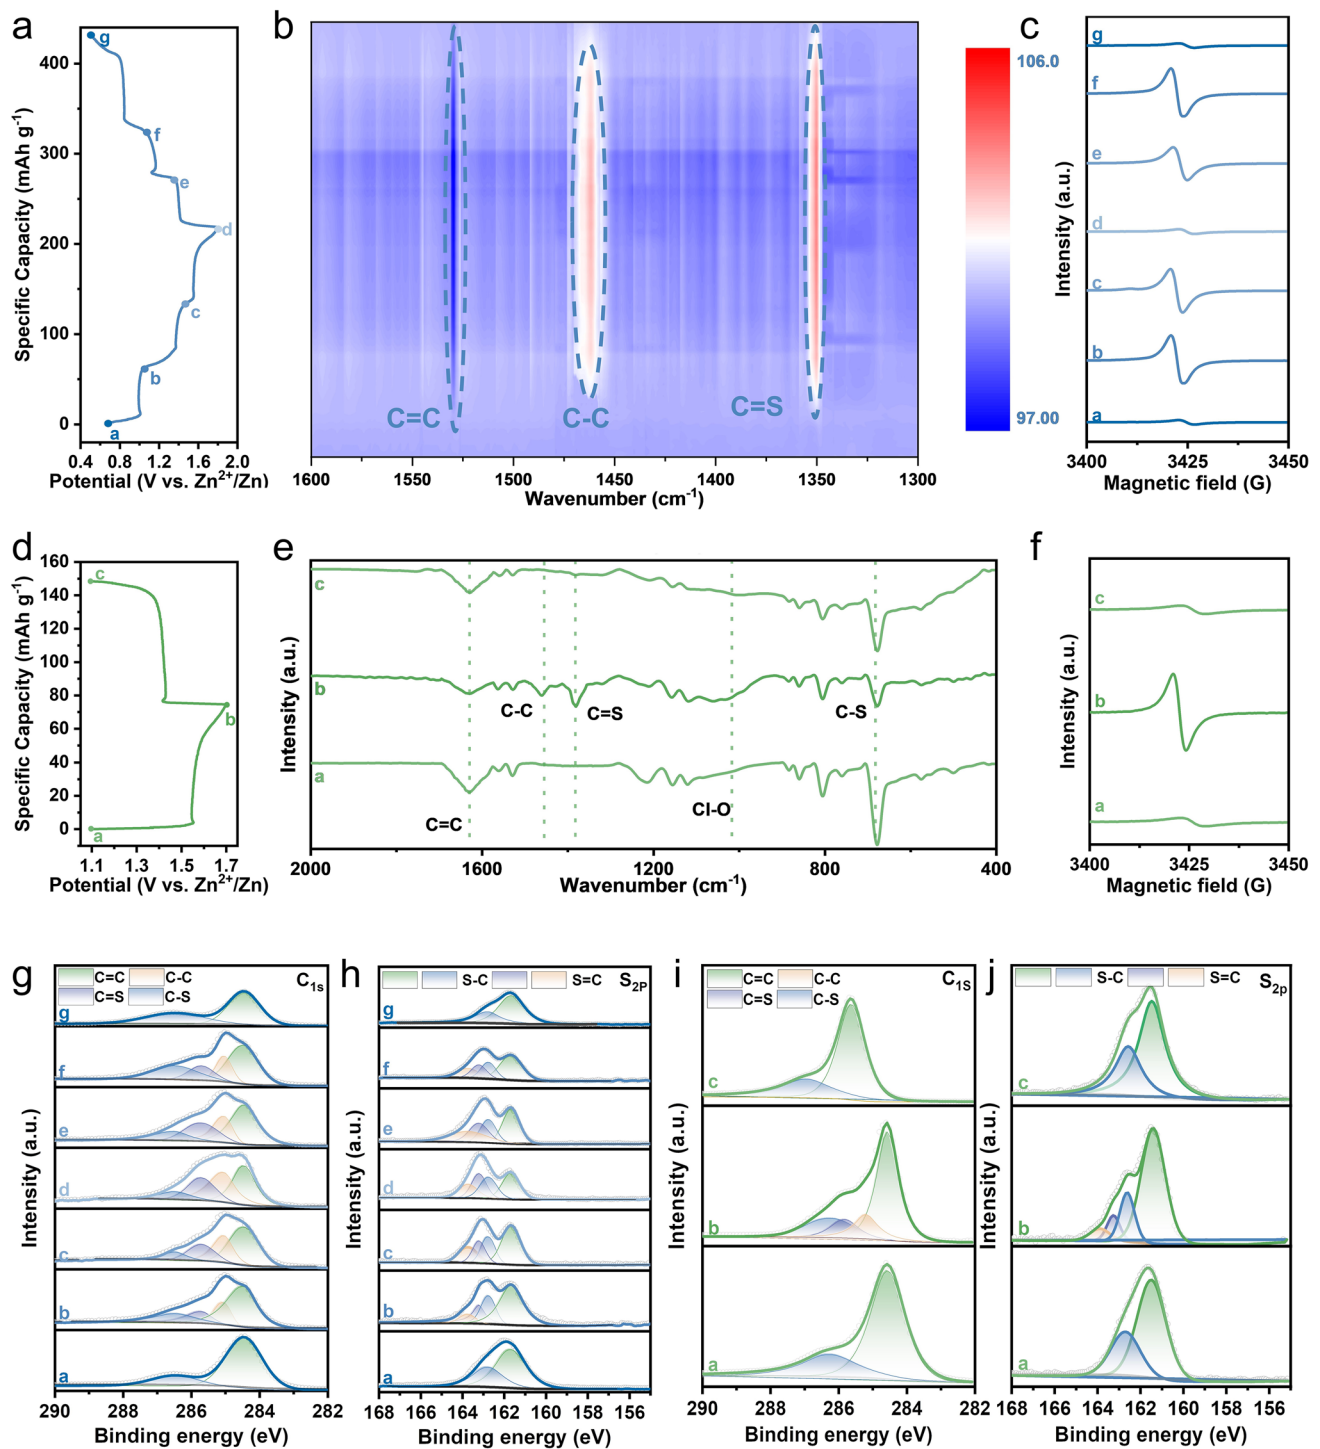 a
Specific Capacity (mAh g-1)
400
300
200
100
0
g
f
e
d
c
b
a
0.4 0.8 1.2 1.6 2.0
Potential (V vs. Zn2+/Zn)
b
C=C
C-C
C=S
1600 1550 1500 1450 1400 1350 1300
Wavenumber (cm-1)
106.0
97.00
c
Intensity (a.u.)
g
f
e
d
c
b
a
3400 3425 3450
Magnetic field (G)
d
Specific Capacity (mAh g-1)
160
140
120
100
80
60
40
20
0
c
b
a
1.1 1.3 1.5 1.7
Potential (V vs. Zn2+/Zn)
e
Intensity (a.u.)
c
b
C-C
C=S
C-S
a
C=C
Cl-O
2000 1600 1200 800 400
Wavenumber (cm-1)
f
Intensity (a.u.)
c
b
a
3400 3425 3450
Magnetic field (G)
g
Intensity (a.u.)
C=C C-C
C=S C-S
C1s
g
f
e
d
c
b
a
290 288 286 284 282
Binding energy (eV)
h
Intensity (a.u.)
S-C S=C
S2P
g
f
e
d
c
b
a
168 166 164 162 160 158 156
Binding energy (eV)
i
Intensity (a.u.)
C=C C-C
C=S C-S
C1S
c
b
a
290 288 286 284 282
Binding energy (eV)
j
Intensity (a.u.)
S-C S=C
S2p
c
b
a
168 166 164 162 160 158 156
Binding energy (eV)